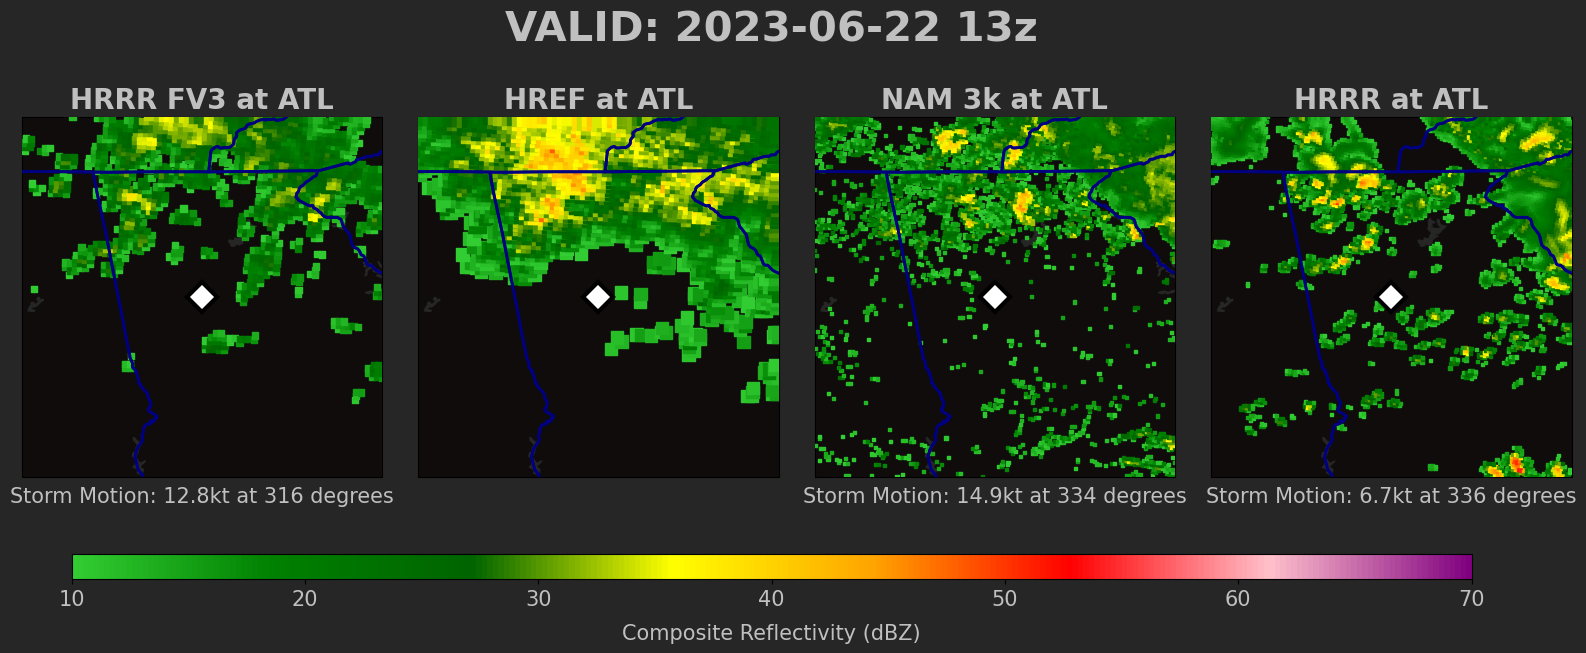 VALID: 2023-06-22 13z
HRRR FV3 at ATL
HREF at ATL
NAM 3k at ATL
HRRR at ATL
Storm Motion: 12.8kt at 316 degrees
Storm Motion: 14.9kt at 334 degrees
Storm Motion: 6.7kt at 336 degrees
10 20 30 40 50 60 70
Composite Reflectivity (dBZ)